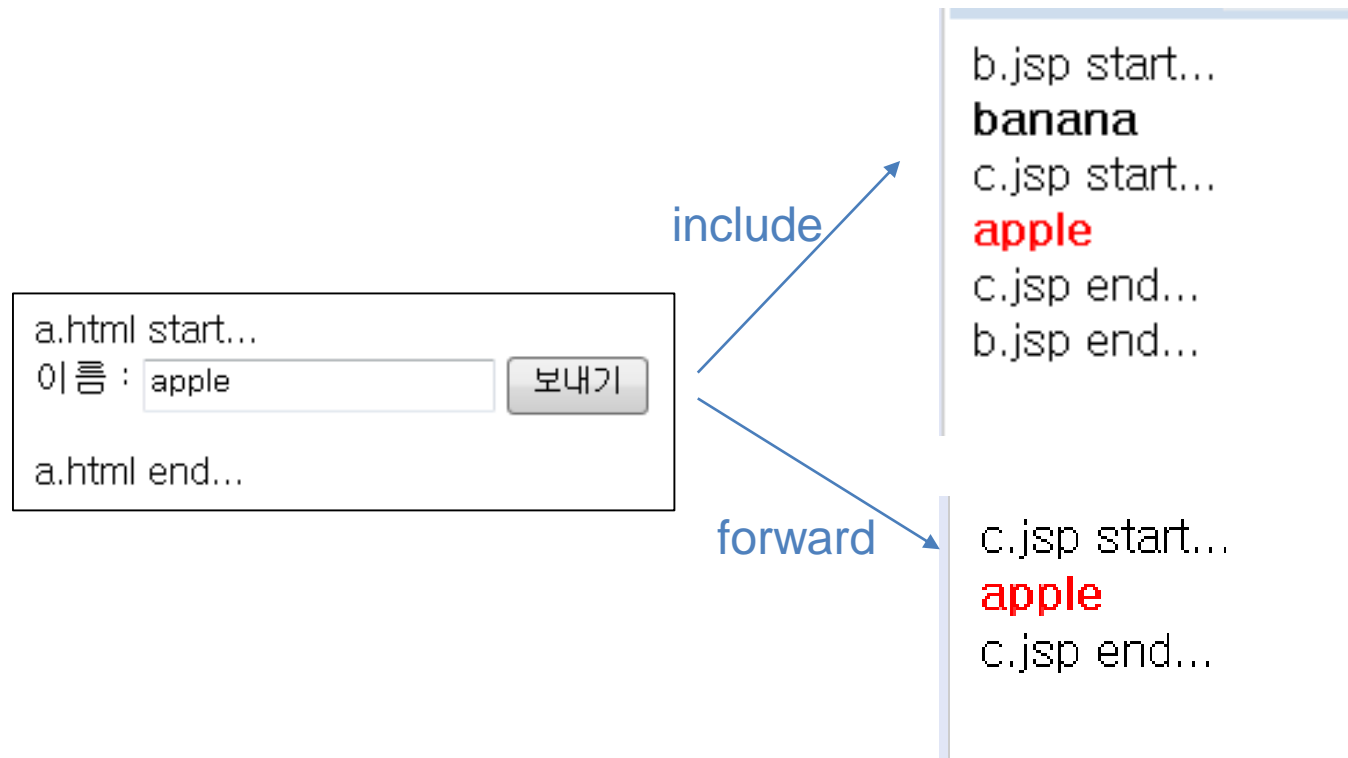 a.html start...
이름 : apple 보내기
a.html end...
include
forward
b.jsp start...
banana
c.jsp start...
apple
c.jsp end...
b.jsp end...
c.jsp start...
apple
c.jsp end...